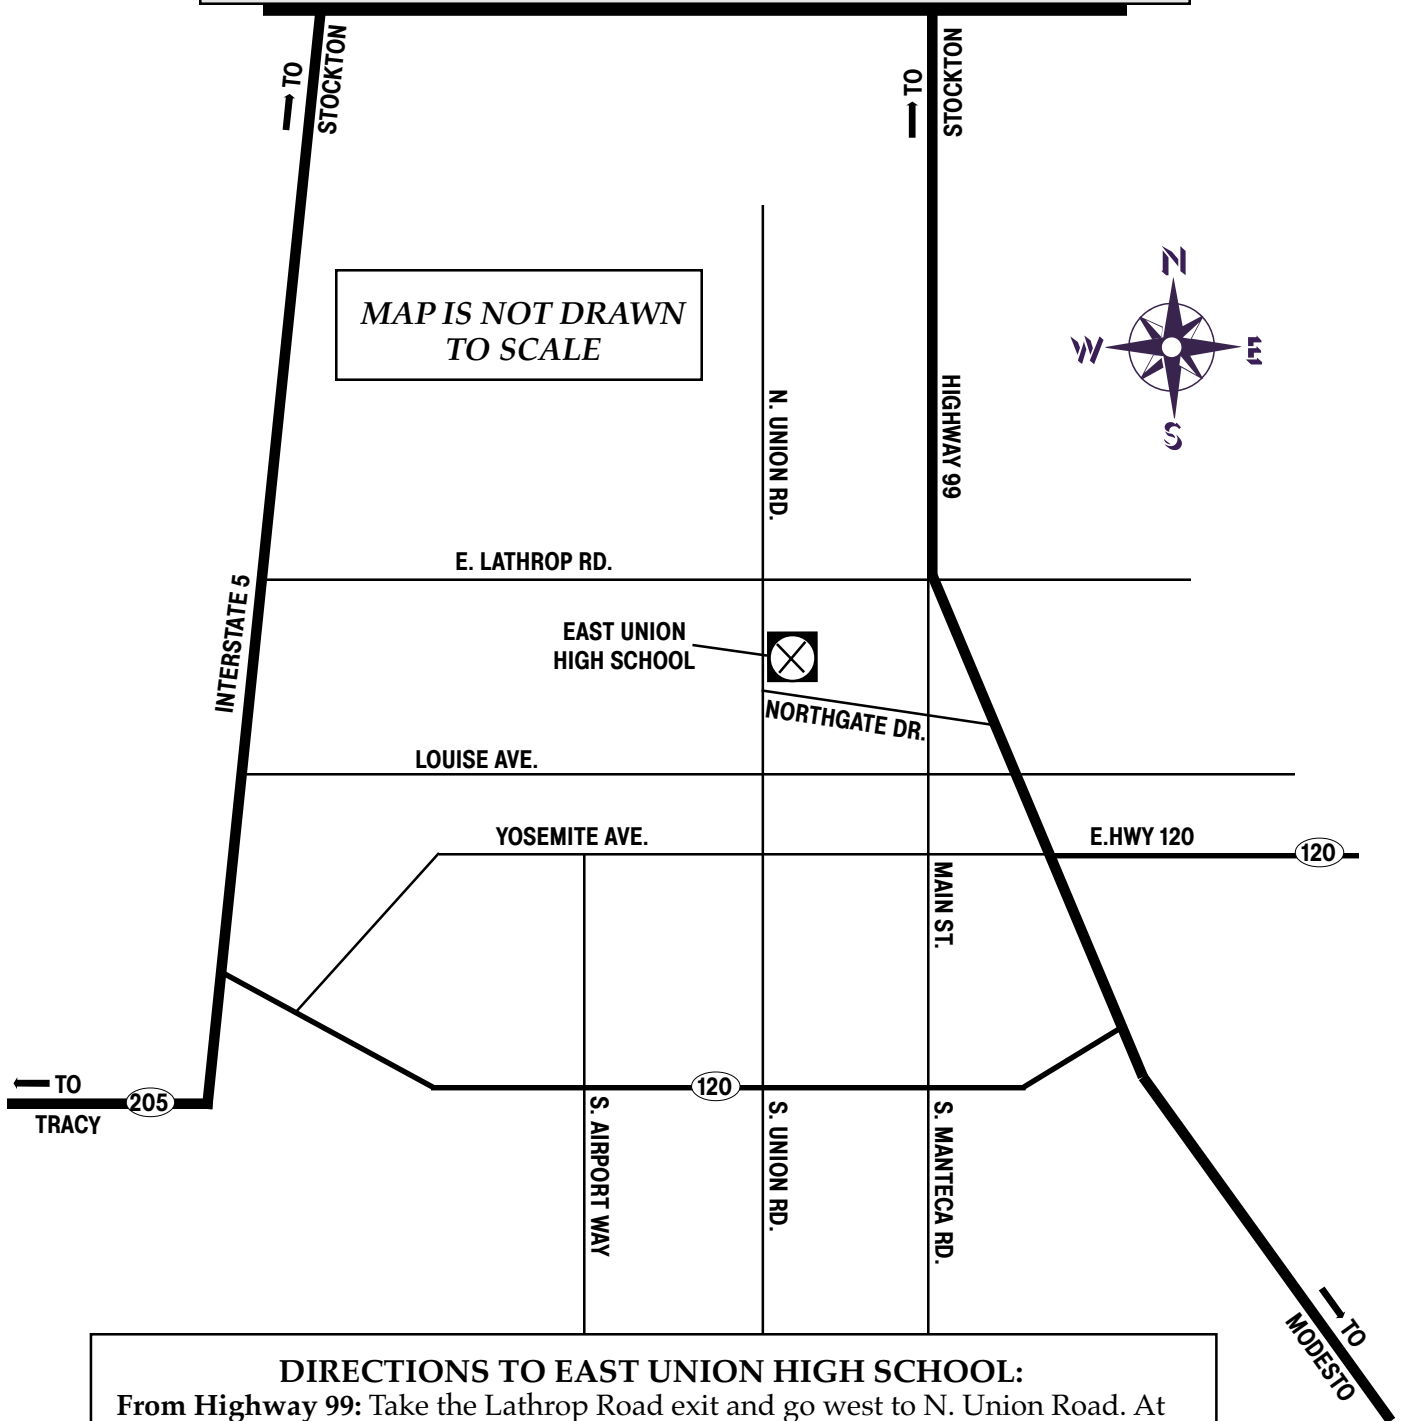 TO
STOCKTON
TO
STOCKTON
N
W
E
S
MAP IS NOT DRAWN
TO SCALE
N. UNION RD.
HIGHWAY 99
E. LATHROP RD.
INTERSTATE 5
EAST UNION
HIGH SCHOOL
NORTHGATE DR.
LOUISE AVE.
YOSEMITE AVE.
E.HWY 120
120
MAIN ST.
TO
205
TRACY
120
S. AIRPORT WAY
S. UNION RD.
S. MANTECA RD.
TO
MODESTO
DIRECTIONS TO EAST UNION HIGH SCHOOL:
From Highway 99: Take the Lathrop Road exit and go west to N. Union Road. At